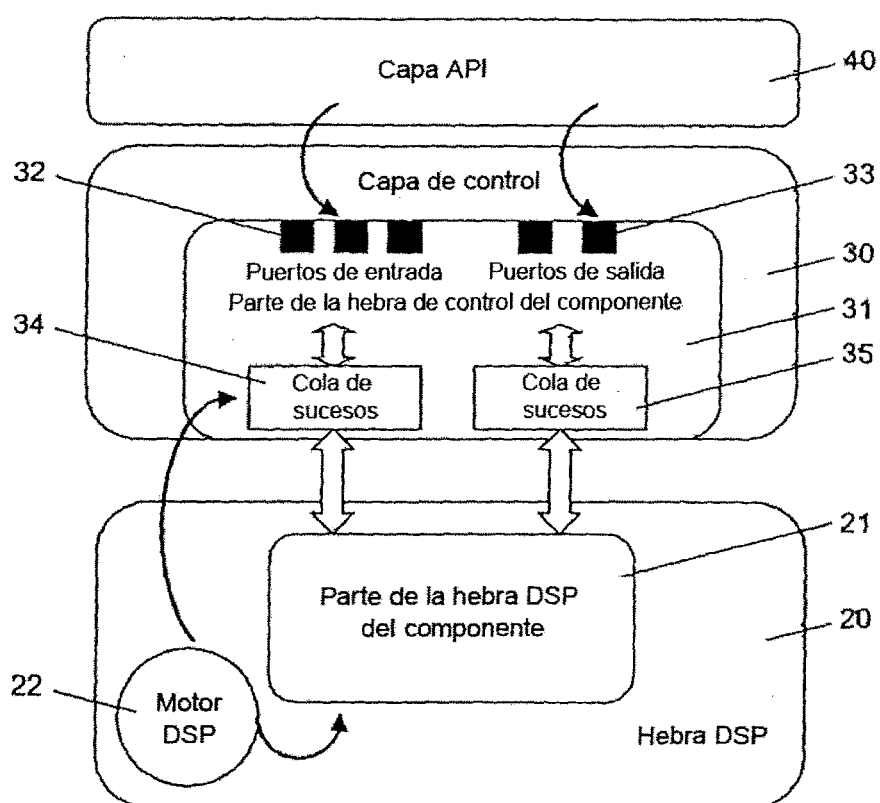 Capa API
40
32
Capa de control
33
Puertos de entrada
Puertos de salida
30
Parte de la hebra de control del componente
34
31
Cola de
sucesos
Cola de
sucesos
35
21
Parte de la hebra DSP
del componente
20
22
Motor
DSP
Hebra DSP